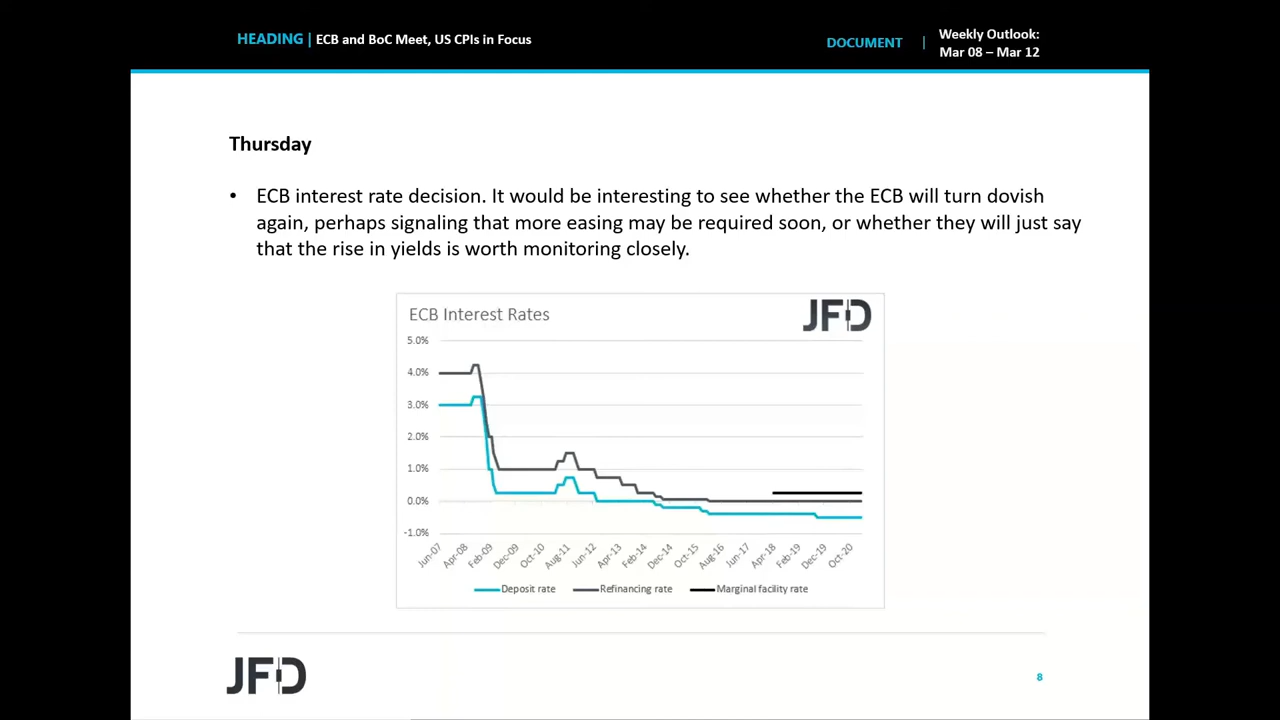 HEADING | ECB and BoC Meet, US CPIs in Focus
DOCUMENT | Weekly Outlook:
Mar 08 – Mar 12
Thursday
• ECB interest rate decision. It would be interesting to see whether the ECB will turn dovish
again, perhaps signaling that more easing may be required soon, or whether they will just say
that the rise in yields is worth monitoring closely.
ECB Interest Rates
JFD
5.0%
4.0%
3.0%
2.0%
1.0%
0.0%
-1.0%
Jun-07 Apr-08 Feb-09 Dec-09 Oct-10 Aug-11 Jun-12 Apr-13 Feb-14 Dec-14 Oct-15 Aug-16 Jun-17 Apr-18 Feb-19 Dec-19 Oct-20
Deposit rate Refinancing rate Marginal facility rate
JFD
8